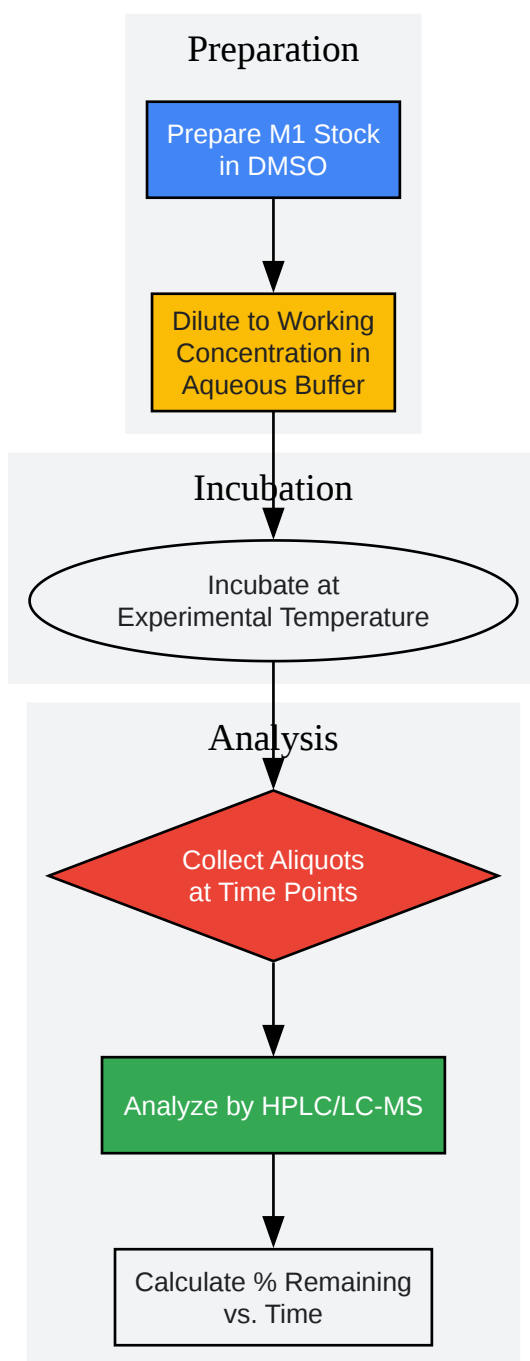 Preparation
Prepare M1 Stock
in DMSO
Dilute to Working
Concentration in
Aqueous Buffer
Incubation
Incubate at
Experimental Temperature
Analysis
Collect Aliquots
at Time Points
Analyze by HPLC/LC-MS
Calculate % Remaining
vs. Time